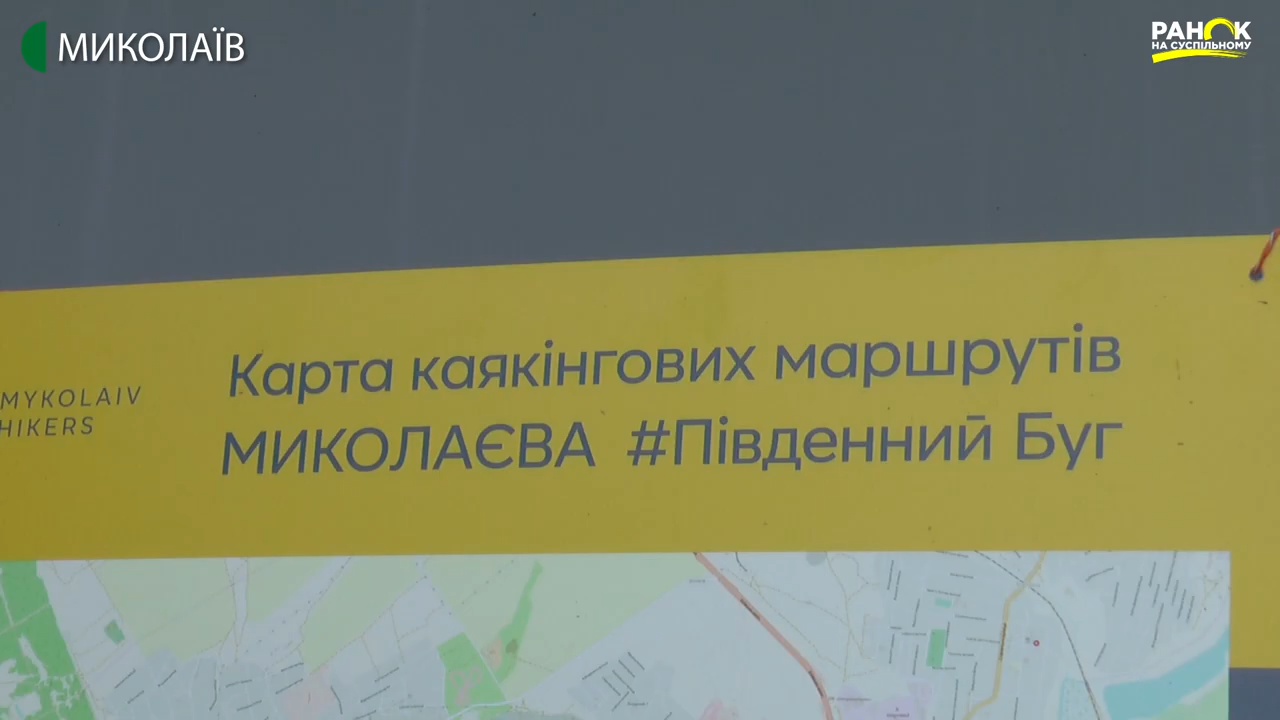 МИКОЛАЇВ
РАНОК
НА СУСПІЛЬНОМУ
Карта каякінгових маршрутів
МИКОЛАЄВА #Південний Буг
MYKOLAIV
HIKERS